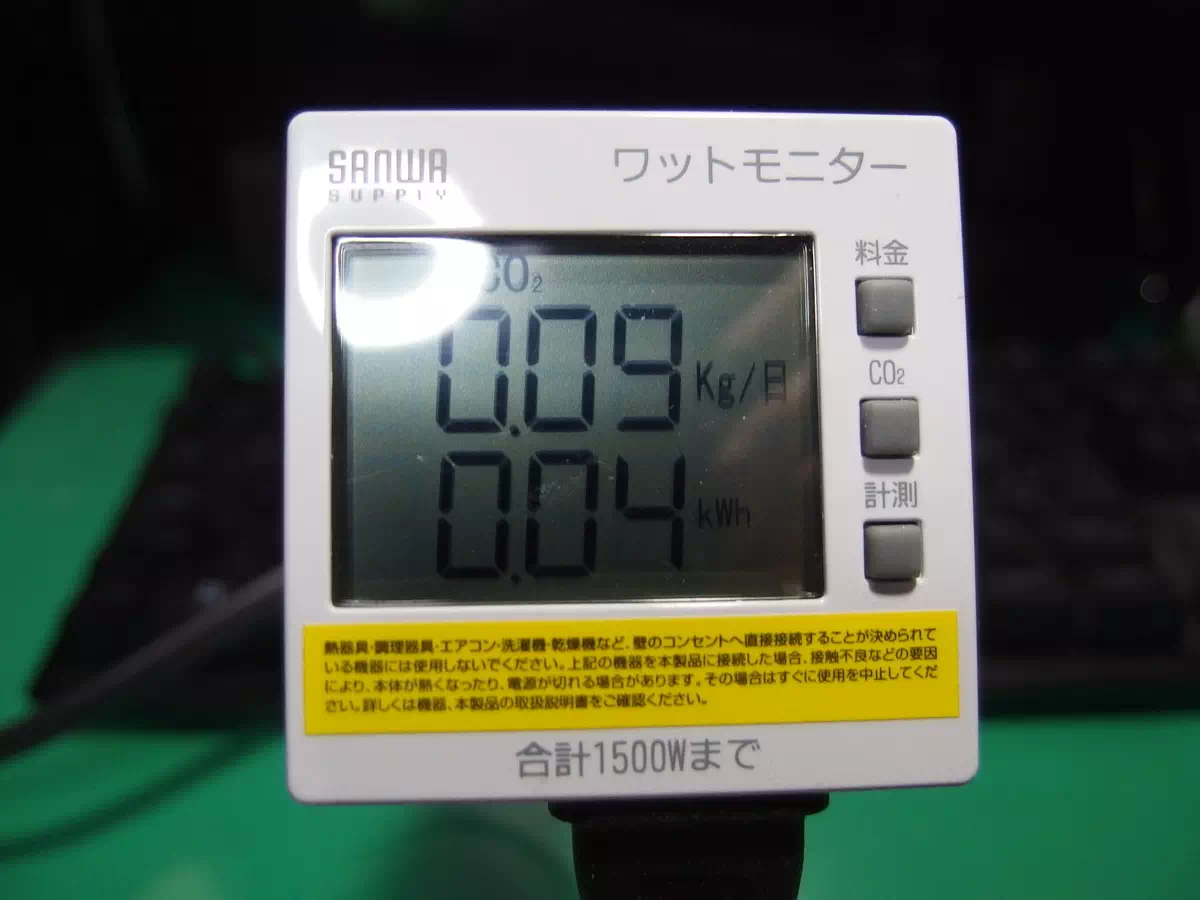 SANWA
SUPPLY
ワットモニター
料金
CO₂
0.09 Kg/日
CO₂
0.04 kWh
計測
熱器具・調理器具・エアコン・洗濯機・乾燥機など、壁のコンセントへ直接接続することが決められて
いる機器には使用しないでください。上記の機器を本製品に接続した場合、接触不良などの要因
により、本体が熱くなったり、電源が切れる場合があります。その場合はすぐに使用を中止してくだ
さい。詳しくは機器、本製品の取扱説明書をご確認ください。
合計1500Wまで